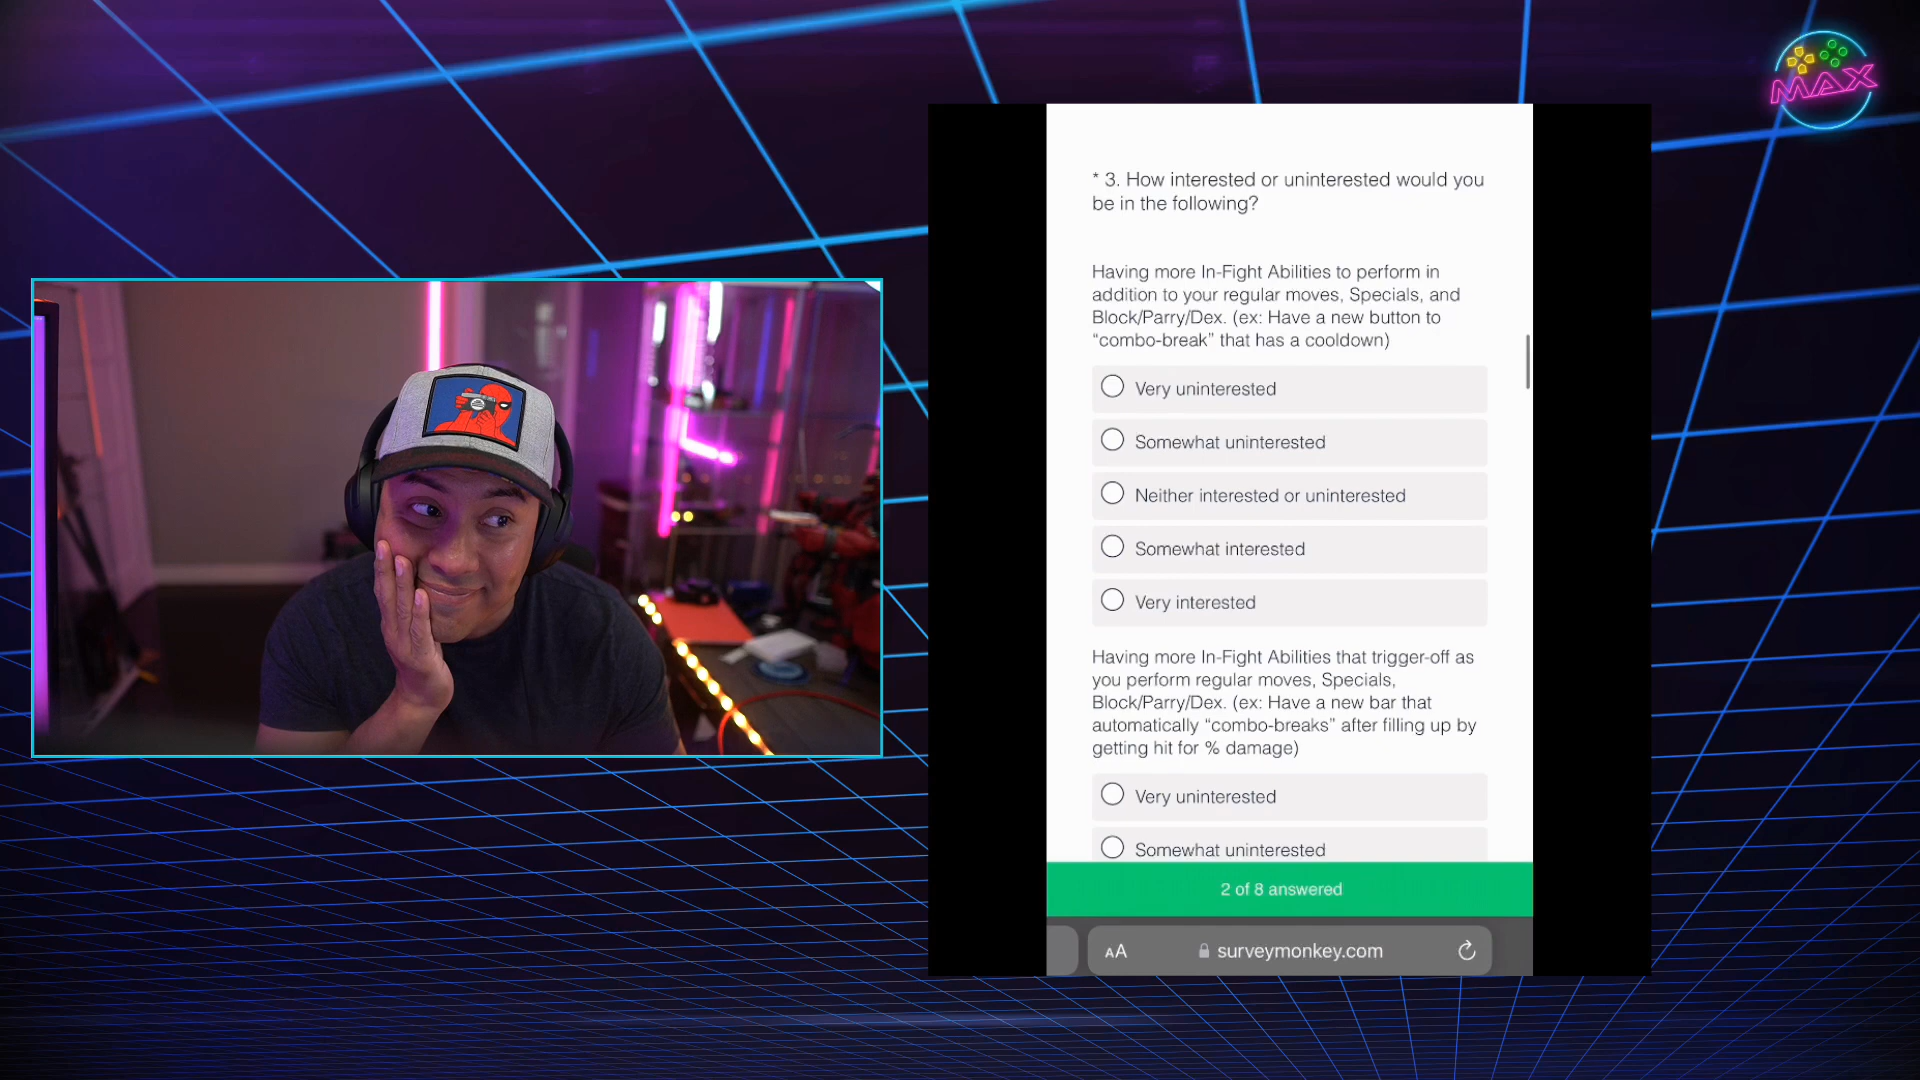 MAX
* 3. How interested or uninterested would you
be in the following?
Having more In-Fight Abilities to perform in
addition to your regular moves, Specials, and
Block/Parry/Dex. (ex: Have a new button to
“combo-break” that has a cooldown)
Very uninterested
Somewhat uninterested
Neither interested or uninterested
Somewhat interested
Very interested
Having more In-Fight Abilities that trigger-off as
you perform regular moves, Specials,
Block/Parry/Dex. (ex: Have a new bar that
automatically “combo-breaks” after filling up by
getting hit for % damage)
Very uninterested
Somewhat uninterested
2 of 8 answered
AA
surveymonkey.com